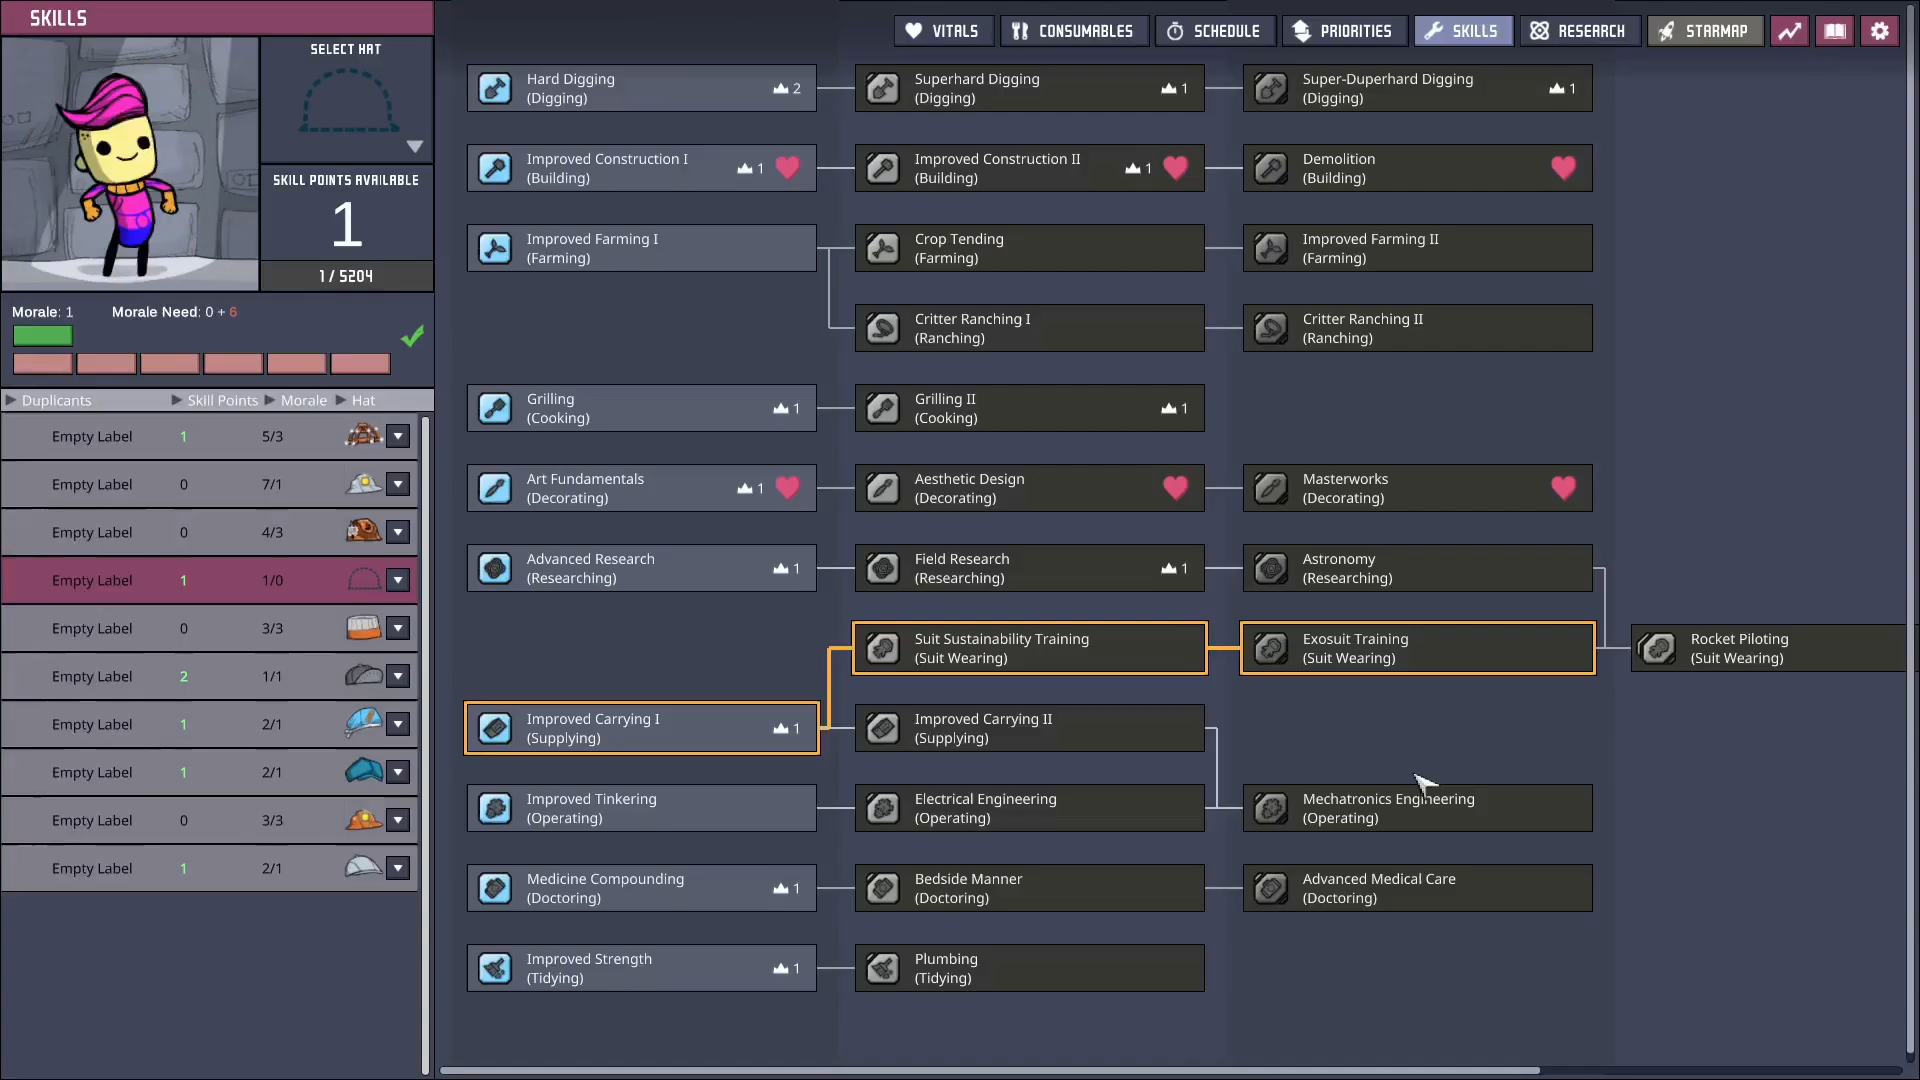 SKILLS
VITALS
CONSUMABLES
SCHEDULE
PRIORITIES
SKILLS
RESEARCH
STARMAP
SELECT HAT
SKILL POINTS AVAILABLE
1
1 / 5204
Morale: 1 Morale Need: 0 + 6
Duplicants Skill Points Morale Hat
Empty Label 1 5/3
Empty Label 0 7/1
Empty Label 0 4/3
Empty Label 1 1/0
Empty Label 0 3/3
Empty Label 2 1/1
Empty Label 1 2/1
Empty Label 1 2/1
Empty Label 0 3/3
Empty Label 1 2/1
Hard Digging
(Digging)
2
Superhard Digging
(Digging)
1
Super-Duperhard Digging
(Digging)
1
Improved Construction I
(Building)
1
Improved Construction II
(Building)
1
Demolition
(Building)
Improved Farming I
(Farming)
Crop Tending
(Farming)
Improved Farming II
(Farming)
Critter Ranching I
(Ranching)
Critter Ranching II
(Ranching)
Grilling
(Cooking)
1
Grilling II
(Cooking)
1
Art Fundamentals
(Decorating)
1
Aesthetic Design
(Decorating)
Masterworks
(Decorating)
Advanced Research
(Researching)
1
Field Research
(Researching)
1
Astronomy
(Researching)
Suit Sustainability Training
(Suit Wearing)
Exosuit Training
(Suit Wearing)
Rocket Piloting
(Suit Wearing)
Improved Carrying I
(Supplying)
1
Improved Carrying II
(Supplying)
Improved Tinkering
(Operating)
Electrical Engineering
(Operating)
Mechatronics Engineering
(Operating)
Medicine Compounding
(Doctoring)
1
Bedside Manner
(Doctoring)
Advanced Medical Care
(Doctoring)
Improved Strength
(Tidying)
1
Plumbing
(Tidying)